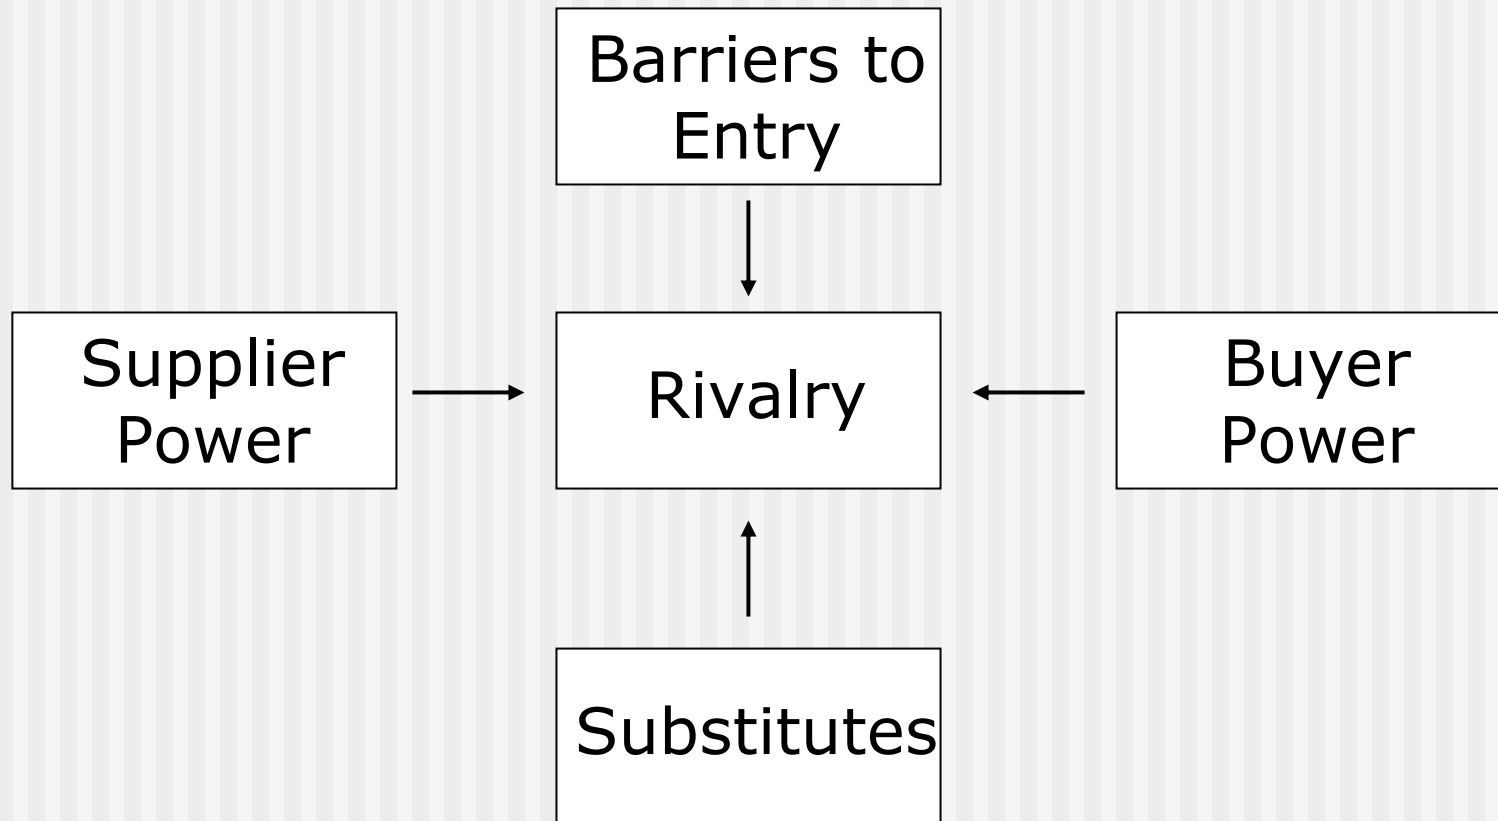 Barriers to
Entry
Supplier
Power
Rivalry
Buyer
Power
Substitutes